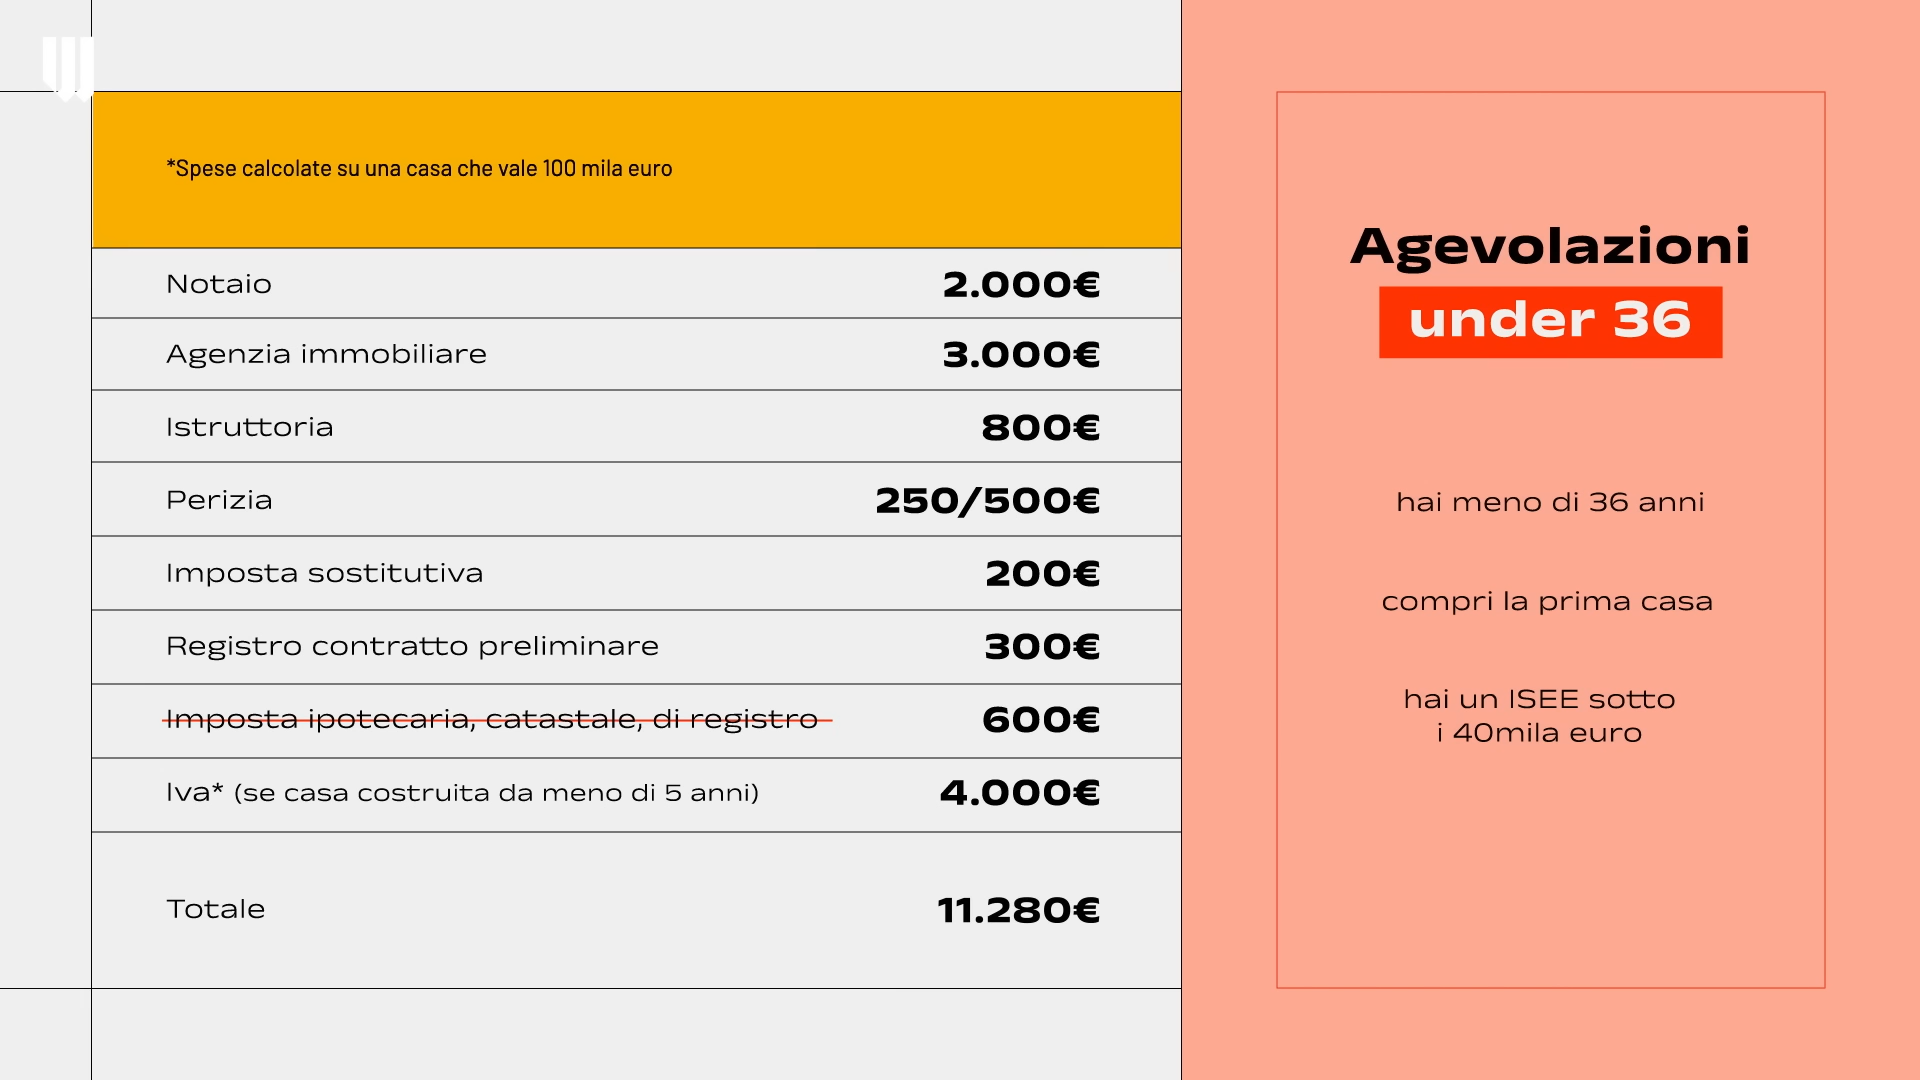 *Spese calcolate su una casa che vale 100 mila euro
Notaio 2.000€
Agenzia immobiliare 3.000€
Istruttoria 800€
Perizia 250/500€
Imposta sostitutiva 200€
Registro contratto preliminare 300€
Imposta ipotecaria, catastale, di registro 600€
Iva* (se casa costruita da meno di 5 anni) 4.000€
Totale 11.280€
Agevolazioni
under 36
hai meno di 36 anni
compri la prima casa
hai un ISEE sotto
i 40mila euro